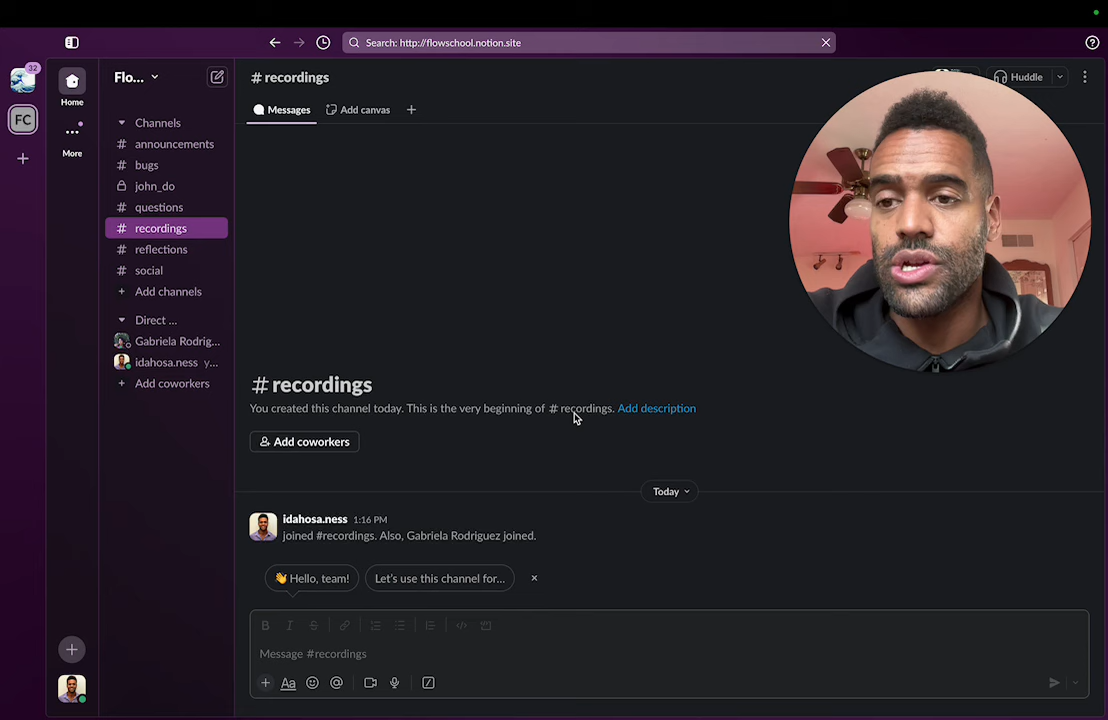 Search: http://flowschool.notion.site
32
FC
Home
More
Flo...
Channels
announcements
bugs
john_do
questions
recordings
reflections
social
Add channels
Direct ...
Gabriela Rodrig...
idahosa.ness y...
Add coworkers
# recordings
Huddle
Messages
Add canvas
# recordings
You created this channel today. This is the very beginning of # recordings. Add description
Add coworkers
Today
idahosa.ness 1:16 PM
joined #recordings. Also, Gabriela Rodriguez joined.
👋 Hello, team!
Let's use this channel for...
Message #recordings
Aa